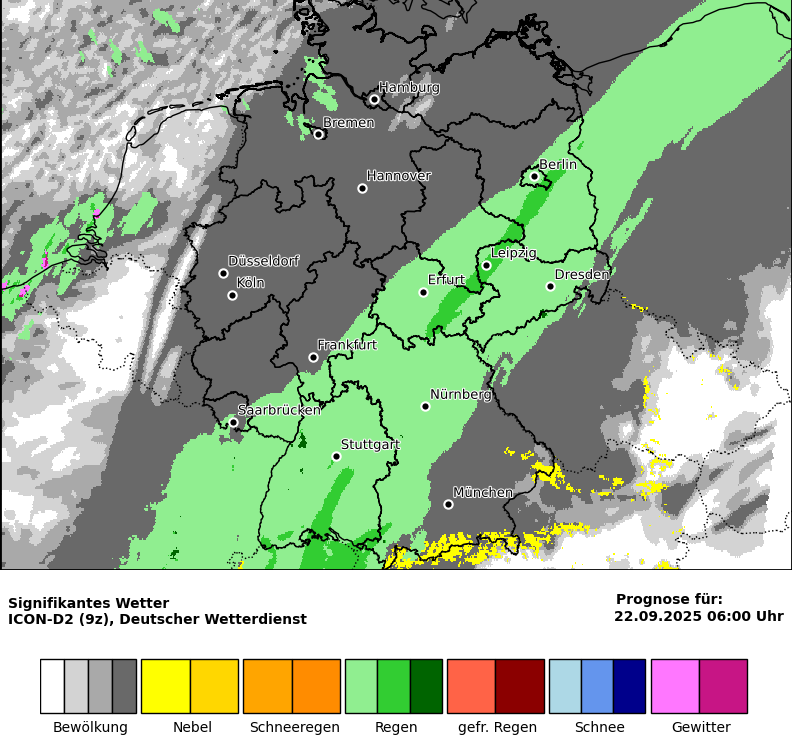 Hamburg
Bremen
Berlin
Hannover
Leipzig
Düsseldorf
Dresden
Köln
Erfurt
Frankfurt
Nürnberg
Saarbrücken
Stuttgart
München
Signifikantes Wetter
ICON-D2 (9z), Deutscher Wetterdienst
Prognose für:
22.09.2025 06:00 Uhr
Bewölkung
Nebel
Schneeregen
Regen
gefr. Regen
Schnee
Gewitter